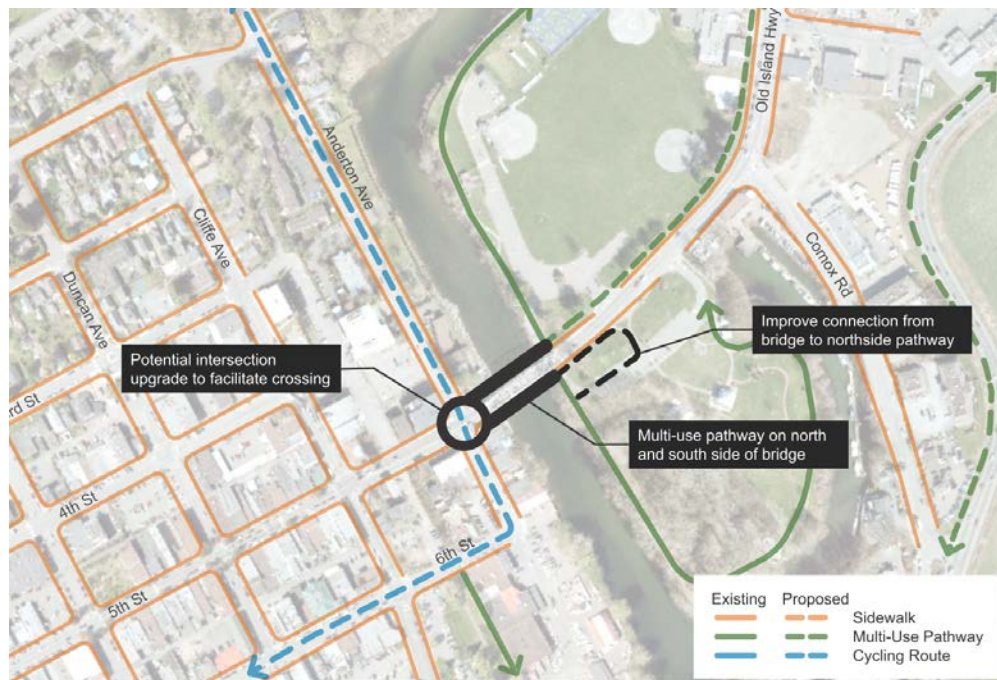 Old Island Hwy
Anderton Ave
Cliffe Ave
Duncan Ave
Comox Rd
Improve connection from
bridge to northside pathway
Potential intersection
upgrade to facilitate crossing
rd St
Multi-use pathway on north
and south side of bridge
4th St
6th St
5th St
Existing Proposed
Sidewalk
Multi-Use Pathway
Cycling Route